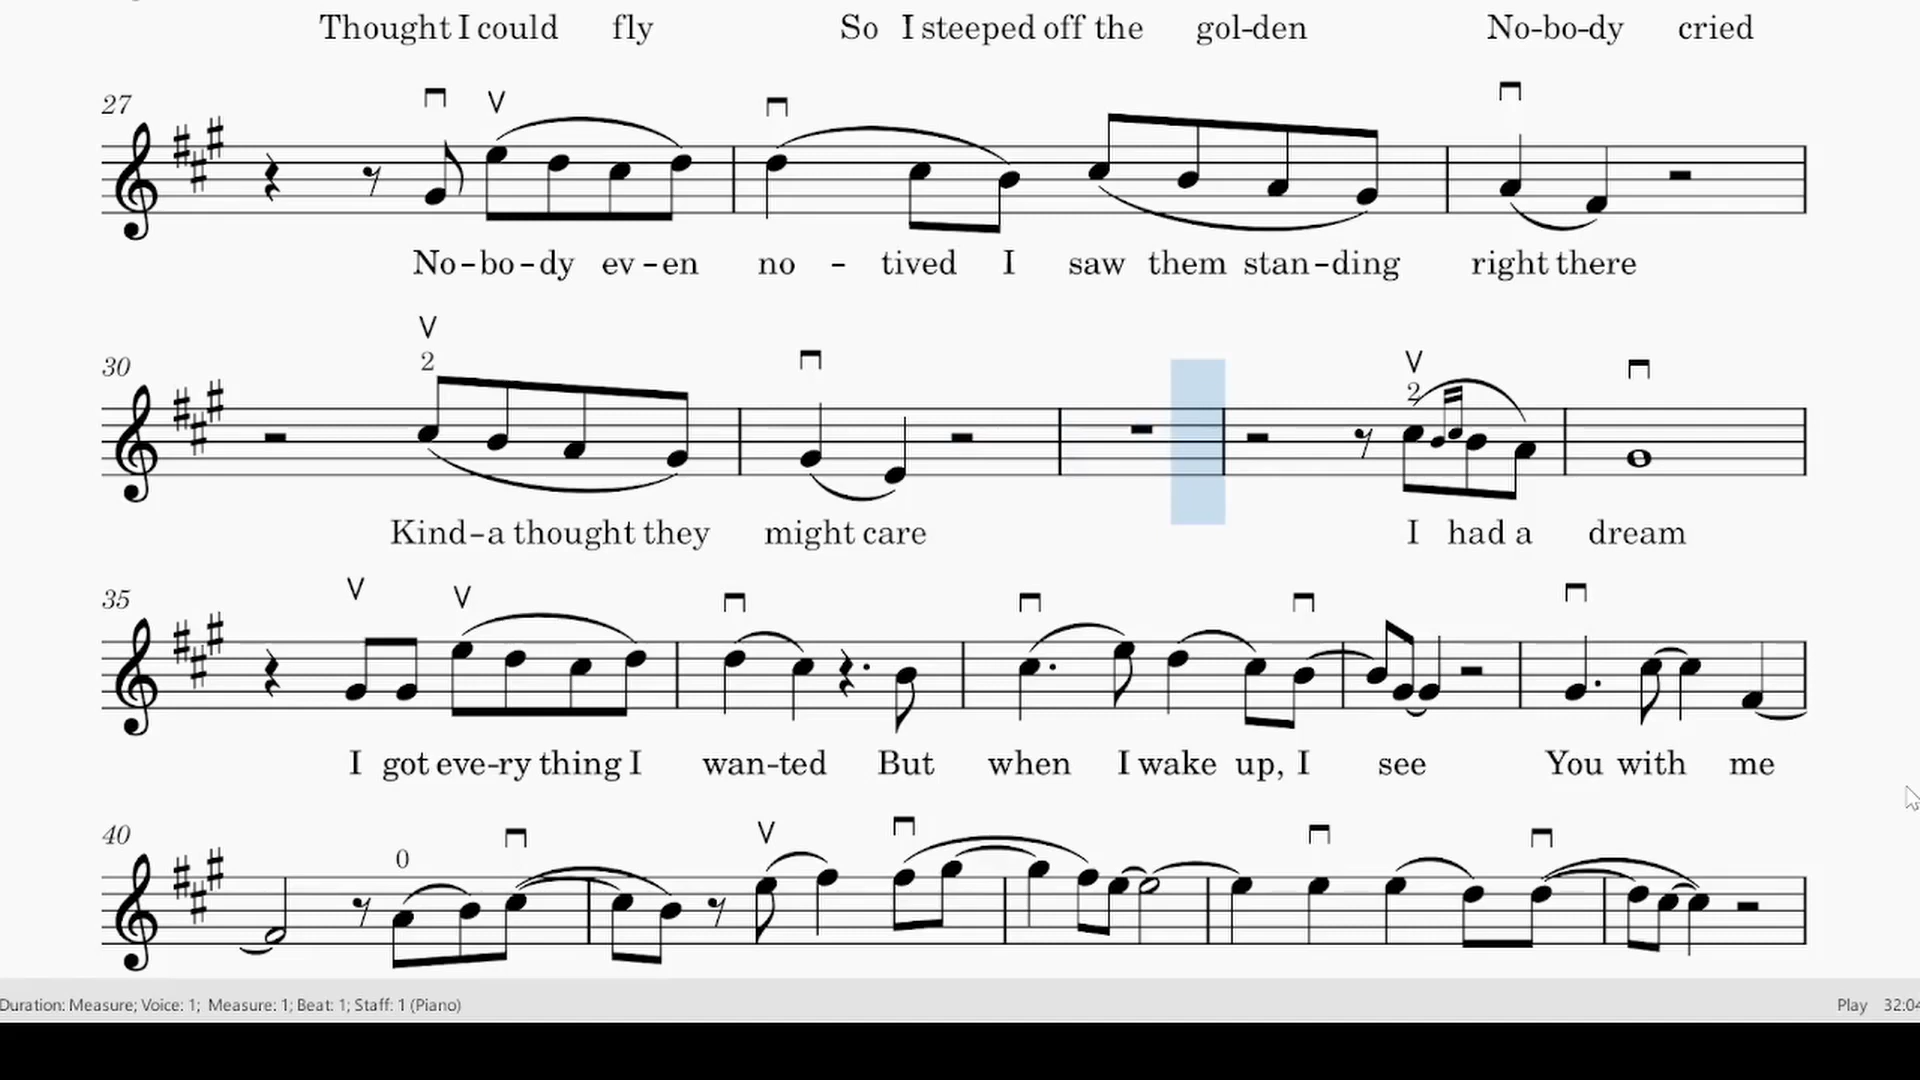 Thought I could fly So I steeped off the gol-den No-bo-dy cried
27
No-bo-dy ev-en no - tived I saw them stan-ding right there
30 2 2
Kind-a thought they might care I had a dream
35
I got eve-ry thing I wan-ted But when I wake up, I see You with me
40 0
Duration: Measure; Voice: 1; Measure: 1; Beat: 1; Staff: 1 (Piano) Play 32:04